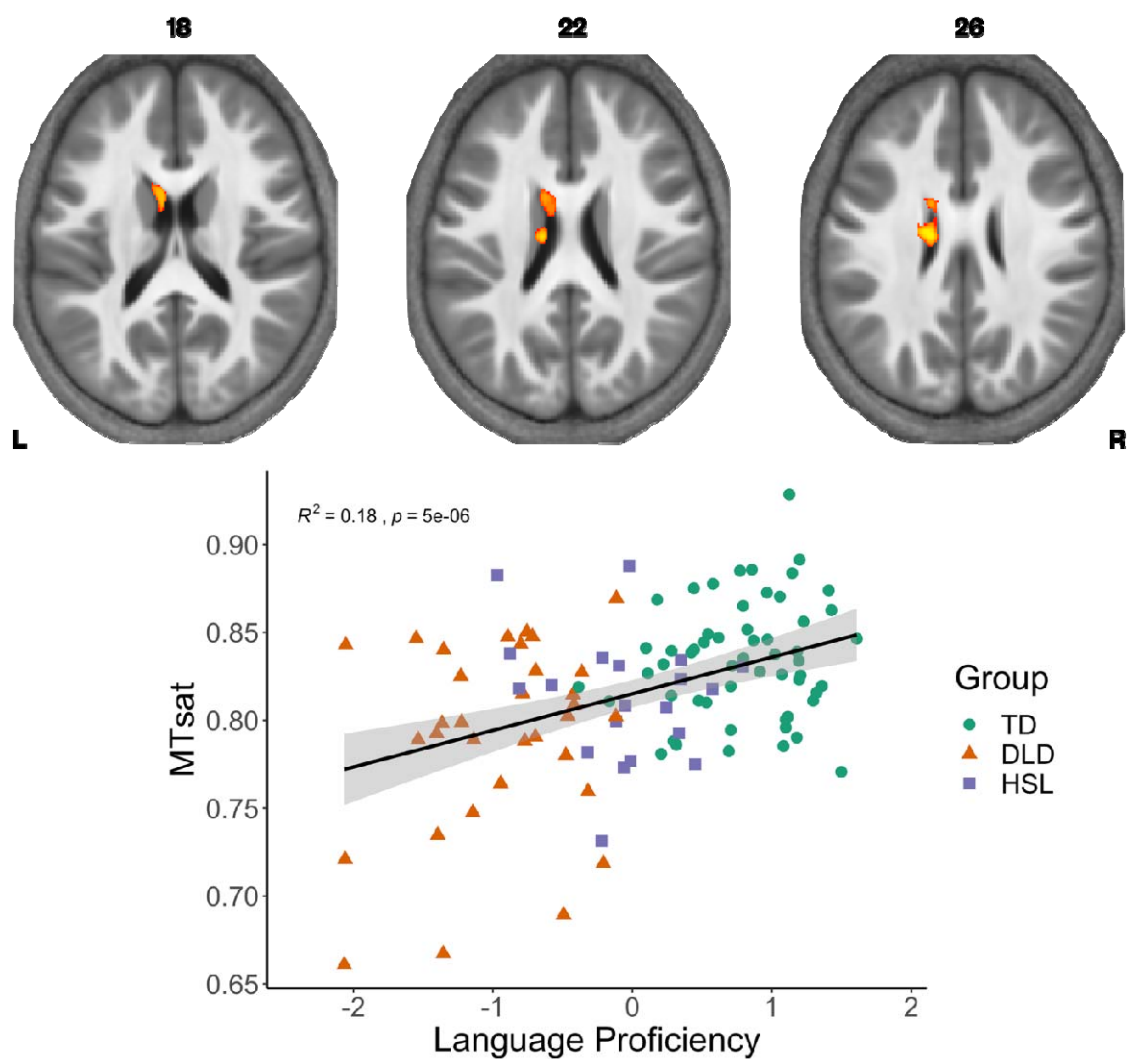 18 22 26
L R
R² = 0.18 , p = 5e-06
0.90
0.85
0.80
0.75
0.70
0.65
MTsat
-2 -1 0 1 2
Language Proficiency
Group
TD
DLD
HSL